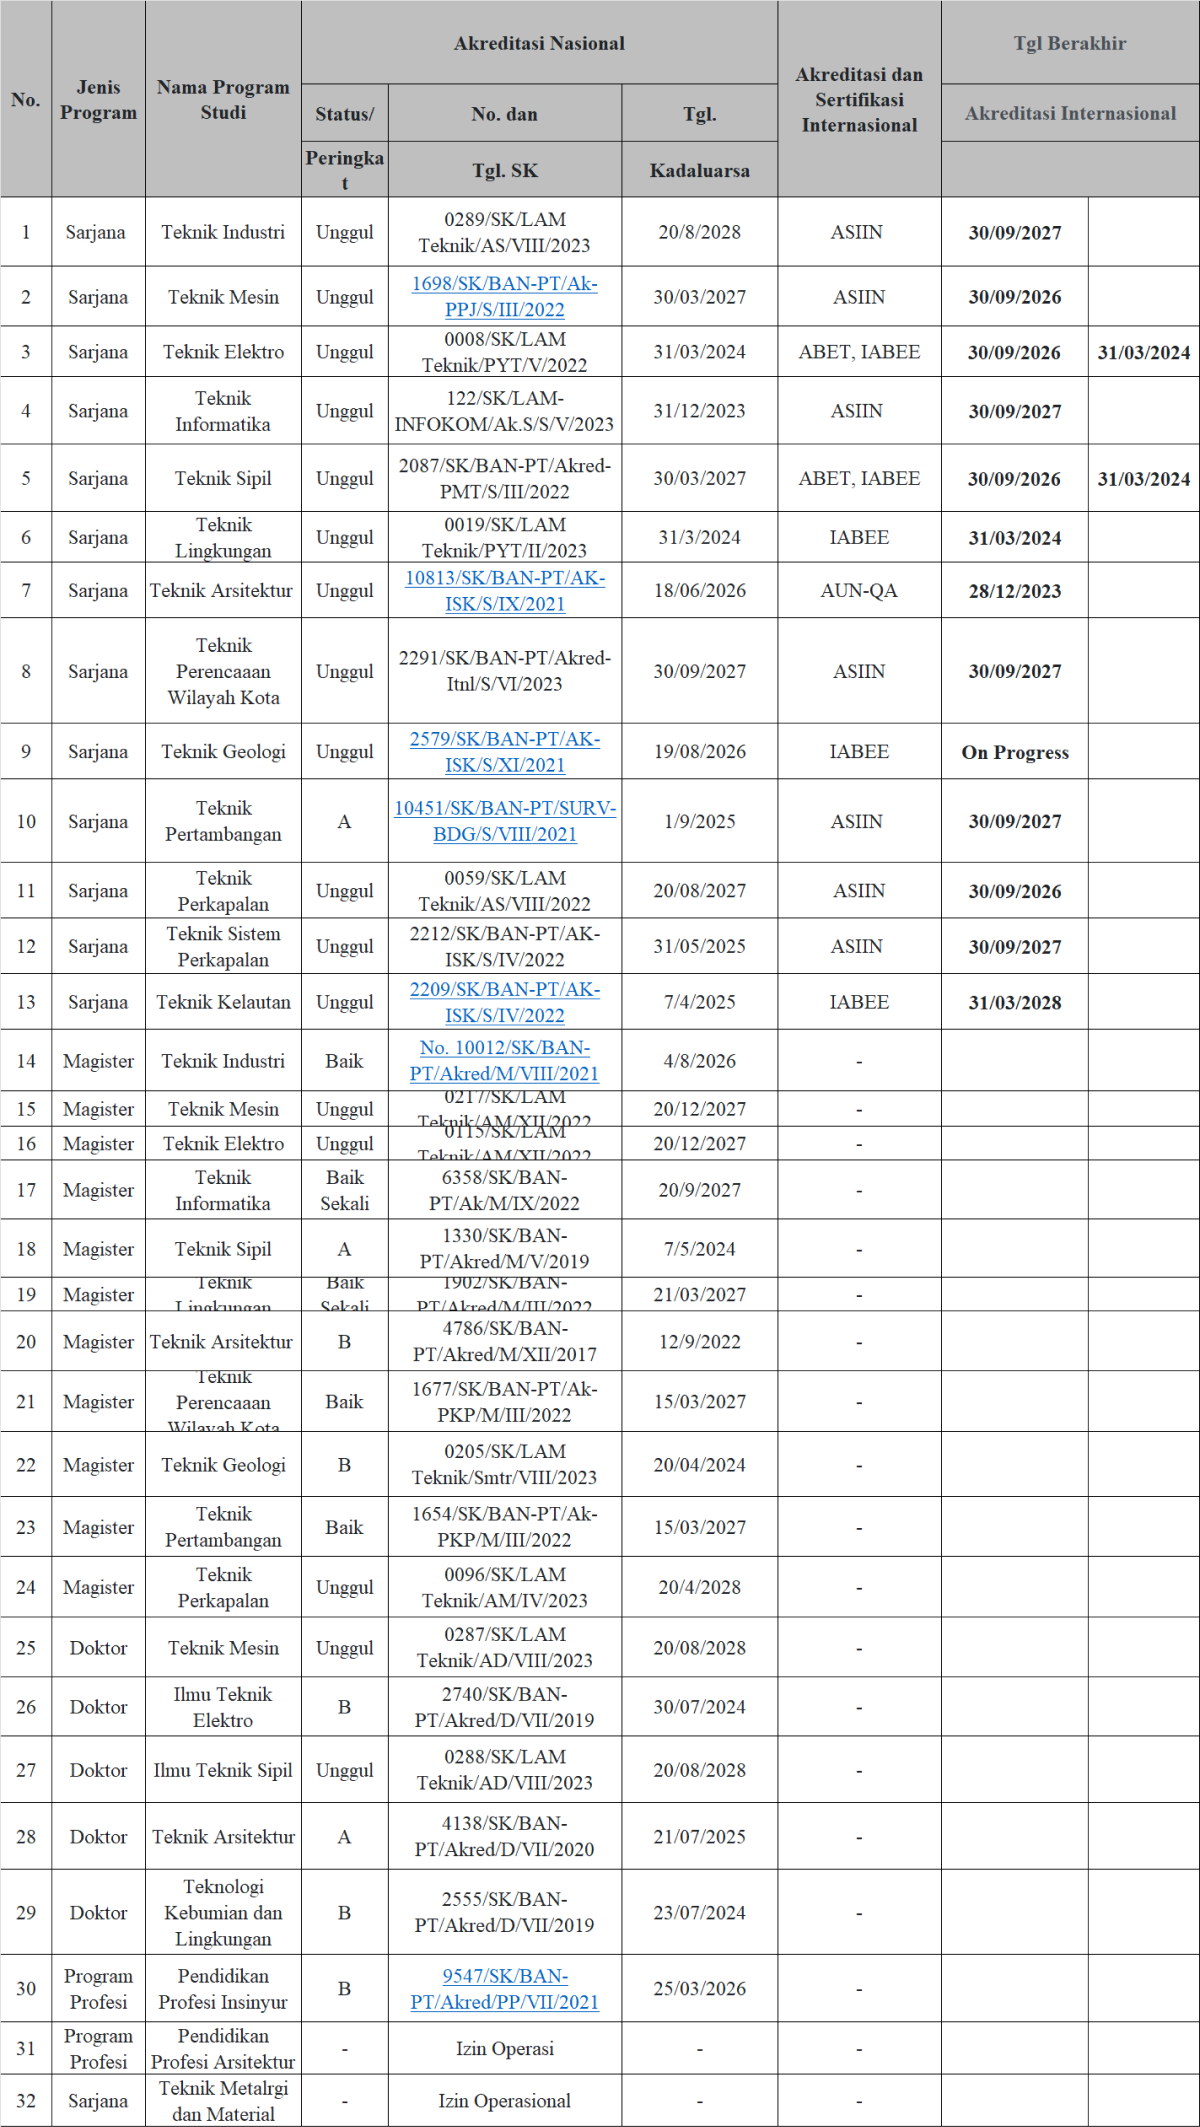 No.
Jenis
Program
Nama Program
Studi
Akreditasi Nasional
Akreditasi dan
Sertifikasi
Internasional
Tgl Berakhir
Status/
No. dan
Tgl.
Akreditasi Internasional
Peringka
t
Tgl. SK
Kadaluarsa
1
Sarjana
Teknik Industri
Unggul
0289/SK/LAM
Teknik/AS/VIII/2023
20/8/2028
ASIIN
30/09/2027
2
Sarjana
Teknik Mesin
Unggul
1698/SK/BAN-PT/Ak-
PPJ/S/III/2022
30/03/2027
ASIIN
30/09/2026
3
Sarjana
Teknik Elektro
Unggul
0008/SK/LAM
Teknik/PYT/V/2022
31/03/2024
ABET, IABEE
30/09/2026
31/03/2024
4
Sarjana
Teknik
Informatika
Unggul
122/SK/LAM-
INFOKOM/Ak.S/S/V/2023
31/12/2023
ASIIN
30/09/2027
5
Sarjana
Teknik Sipil
Unggul
2087/SK/BAN-PT/Akred-
PMT/S/III/2022
30/03/2027
ABET, IABEE
30/09/2026
31/03/2024
6
Sarjana
Teknik
Lingkungan
Unggul
0019/SK/LAM
Teknik/PYT/II/2023
31/3/2024
IABEE
31/03/2024
7
Sarjana
Teknik Arsitektur
Unggul
10813/SK/BAN-PT/AK-
ISK/S/IX/2021
18/06/2026
AUN-QA
28/12/2023
8
Sarjana
Teknik
Perencaaan
Wilayah Kota
Unggul
2291/SK/BAN-PT/Akred-
Itnl/S/VI/2023
30/09/2027
ASIIN
30/09/2027
9
Sarjana
Teknik Geologi
Unggul
2579/SK/BAN-PT/AK-
ISK/S/XI/2021
19/08/2026
IABEE
On Progress
10
Sarjana
Teknik
Pertambangan
A
10451/SK/BAN-PT/SURV-
BDG/S/VIII/2021
1/9/2025
ASIIN
30/09/2027
11
Sarjana
Teknik
Perkapalan
Unggul
0059/SK/LAM
Teknik/AS/VIII/2022
20/08/2027
ASIIN
30/09/2026
12
Sarjana
Teknik Sistem
Perkapalan
Unggul
2212/SK/BAN-PT/AK-
ISK/S/IV/2022
31/05/2025
ASIIN
30/09/2027
13
Sarjana
Teknik Kelautan
Unggul
2209/SK/BAN-PT/AK-
ISK/S/IV/2022
7/4/2025
IABEE
31/03/2028
14
Magister
Teknik Industri
Baik
No. 10012/SK/BAN-
PT/Akred/M/VIII/2021
4/8/2026
-
15
Magister
Teknik Mesin
Unggul
0217/SK/LAM
Teknik/AM/XII/2022
20/12/2027
-
16
Magister
Teknik Elektro
Unggul
0115/SK/LAM
Teknik/AM/XII/2022
20/12/2027
-
17
Magister
Teknik
Informatika
Baik
Sekali
6358/SK/BAN-
PT/Ak/M/IX/2022
20/9/2027
-
18
Magister
Teknik Sipil
A
1330/SK/BAN-
PT/Akred/M/V/2019
7/5/2024
-
19
Magister
Teknik
Lingkungan
Baik
Sekali
1902/SK/BAN-
PT/Akred/M/III/2022
21/03/2027
-
20
Magister
Teknik Arsitektur
B
4786/SK/BAN-
PT/Akred/M/XII/2017
12/9/2022
-
21
Magister
Teknik
Perencaaan
Wilayah Kota
Baik
1677/SK/BAN-PT/Ak-
PKP/M/III/2022
15/03/2027
-
22
Magister
Teknik Geologi
B
0205/SK/LAM
Teknik/Smtr/VIII/2023
20/04/2024
-
23
Magister
Teknik
Pertambangan
Baik
1654/SK/BAN-PT/Ak-
PKP/M/III/2022
15/03/2027
-
24
Magister
Teknik
Perkapalan
Unggul
0096/SK/LAM
Teknik/AM/IV/2023
20/4/2028
-
25
Doktor
Teknik Mesin
Unggul
0287/SK/LAM
Teknik/AD/VIII/2023
20/08/2028
-
26
Doktor
Ilmu Teknik
Elektro
B
2740/SK/BAN-
PT/Akred/D/VII/2019
30/07/2024
-
27
Doktor
Ilmu Teknik Sipil
Unggul
0288/SK/LAM
Teknik/AD/VIII/2023
20/08/2028
-
28
Doktor
Teknik Arsitektur
A
4138/SK/BAN-
PT/Akred/D/VII/2020
21/07/2025
-
29
Doktor
Teknologi
Kebumian dan
Lingkungan
B
2555/SK/BAN-
PT/Akred/D/VII/2019
23/07/2024
-
30
Program
Profesi
Pendidikan
Profesi Insinyur
B
9547/SK/BAN-
PT/Akred/PP/VII/2021
25/03/2026
-
31
Program
Profesi
Pendidikan
Profesi Arsitektur
-
Izin Operasi
-
-
32
Sarjana
Teknik Metalrgi
dan Material
-
Izin Operasional
-
-